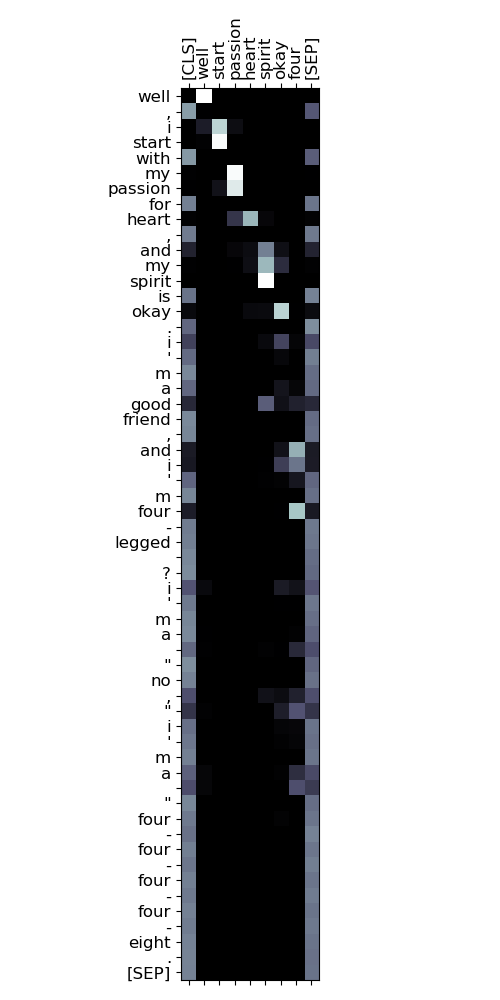 [CLS]
well
start
passion
heart
spirit
okay
four
[SEP]
well
,
i
start
with
my
passion
for
heart
,
and
my
spirit
is
okay
.
i
'
m
a
good
friend
,
and
i
'
m
four
-
legged
?
i
'
m
a
"
no
,
"
i
'
m
a
"
four
-
four
-
four
-
four
-
eight
.
[SEP]